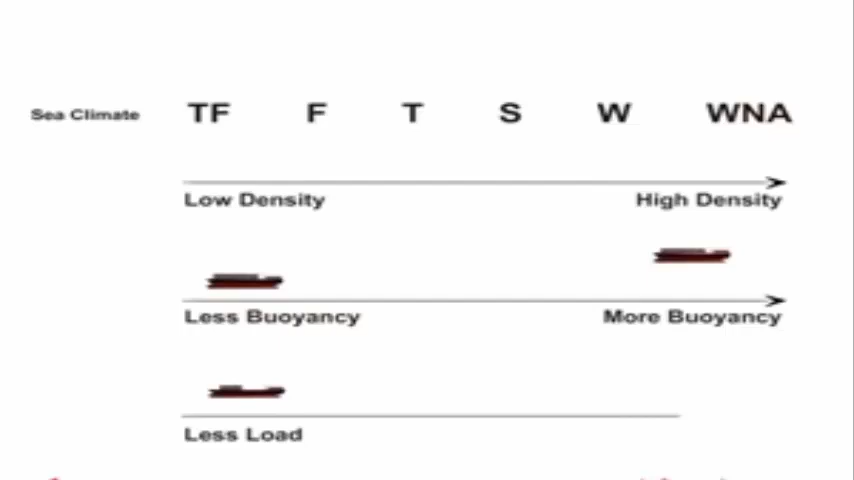 Sea Climate TF F T S W WNA
Low Density High Density
Less Buoyancy More Buoyancy
Less Load